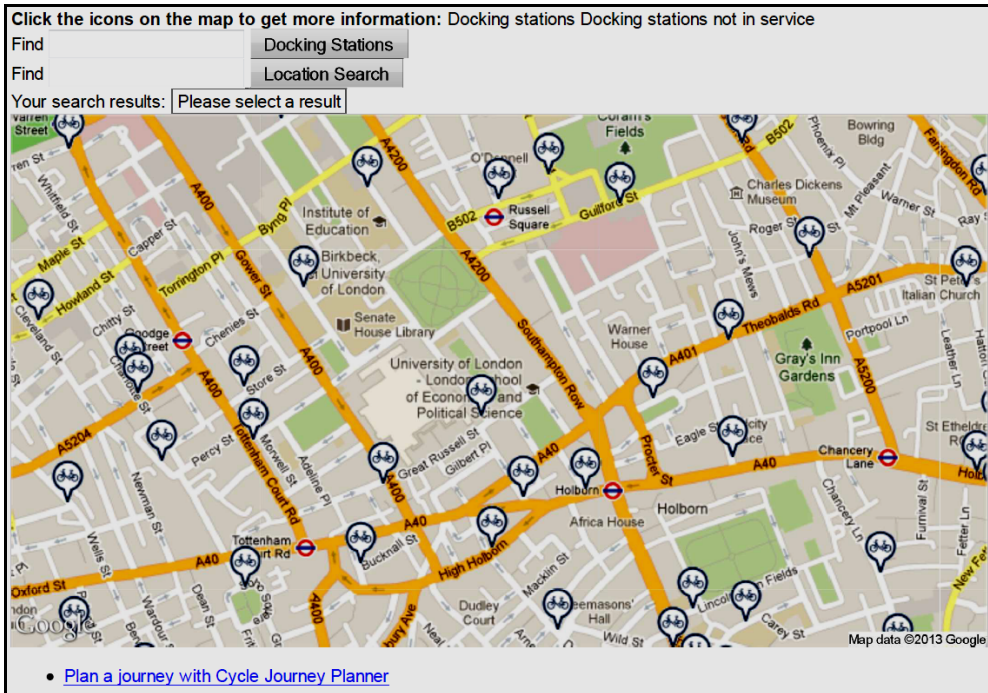 Click the icons on the map to get more information: Docking stations Docking stations not in service
Find Docking Stations
Find Location Search
Your search results: Please select a result
Warren
Street
Coram's
Fields
B502
Phoenix Pl
Bowring
Bldg
Farringdon Rd
A4200
Whitfield St
A400
Byng Pl
Institute of
Education
B502
Russell
Square
Guilford St
Charles Dickens
Museum
Mt Pleasant
Warner St
Ray
Roger St
Maple St
Capper St
Torrington Pl
Gower St
Birkbeck,
University
of London
A4200
John's Mews
A5201
St Peter's
Italian Church
Howland St
Cleveland St
Chitty St
Chenies St
Senate
House Library
Southampton Row
Warner
House
Theobalds Rd
Portpool Ln
Goodge
Street
A400
Store St
A400
University of London
- London School
of Economics and
Political Science
A401
Gray's Inn
Gardens
A5200
Leather Ln
Hatton
Charlotte St
A5204
Percy St
Morwell St
Adeline Pl
Tottenham Court Rd
Great Russell St
Gilbert Pl
A40
Procter St
Eagle St
A40
Chancery
Lane
St Etheldre
Newman St
A400
Holborn
Holborn
Africa House
Chancery Ln
Furnival St
Fetter Ln
Wells St
Tottenham
Court Rd
A40
Bucknall St
High Holborn
Macklin St
A40
Oxford St
Dean St
Wardour
A400
Dudley
Court
Freemasons'
Hall
Wild St
Lincoln's Inn Fields
Carey St
New Fet
Google
Map data ©2013 Google
Plan a journey with Cycle Journey Planner